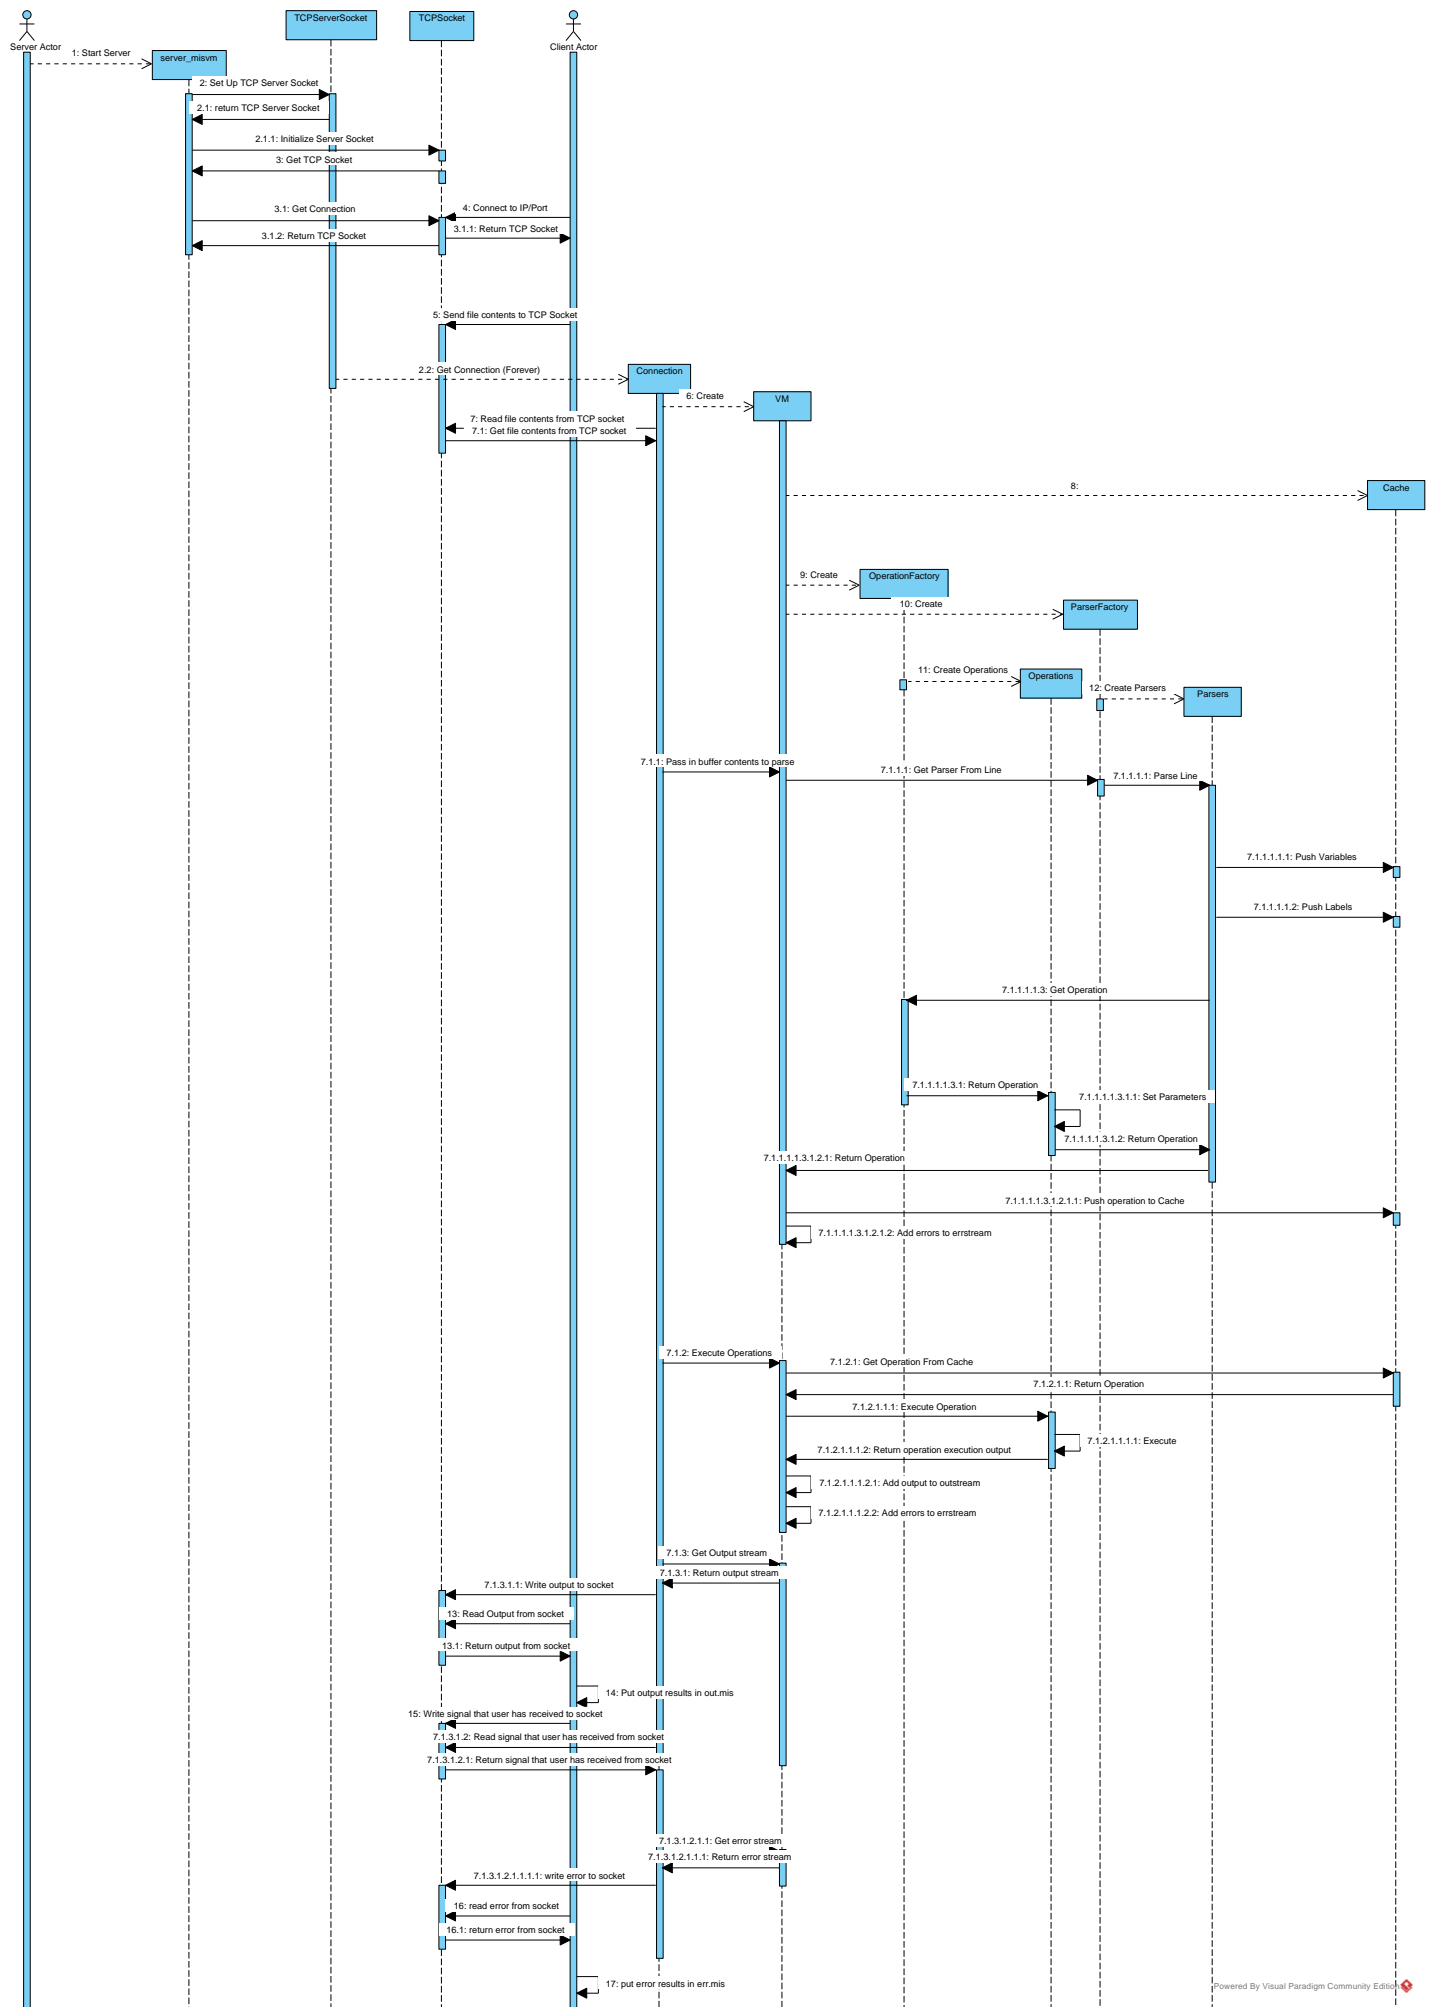 TCPServerSocket
TCPSocket
Server Actor
Client Actor
1: Start Server
server_misvm
2: Set Up TCP Server Socket
2.1: return TCP Server Socket
2.1.1: Initialize Server Socket
3: Get TCP Socket
3.1: Get Connection
4: Connect to IP/Port
3.1.1: Return TCP Socket
3.1.2: Return TCP Socket
5: Send file contents to TCP Socket
2.2: Get Connection (Forever)
Connection
6: Create
VM
7: Read file contents from TCP socket
7.1: Get file contents from TCP socket
8:
Cache
9: Create
OperationFactory
10: Create
ParserFactory
11: Create Operations
Operations
12: Create Parsers
Parsers
7.1.1: Pass in buffer contents to parse
7.1.1.1: Get Parser From Line
7.1.1.1.1: Parse Line
7.1.1.1.1.1: Push Variables
7.1.1.1.1.2: Push Labels
7.1.1.1.1.3: Get Operation
7.1.1.1.1.3.1: Return Operation
7.1.1.1.1.3.1.1: Set Parameters
7.1.1.1.1.3.1.2: Return Operation
7.1.1.1.1.3.1.2.1: Return Operation
7.1.1.1.1.3.1.2.1.1: Push operation to Cache
7.1.1.1.1.3.1.2.1.2: Add errors to errstream
7.1.2: Execute Operations
7.1.2.1: Get Operation From Cache
7.1.2.1.1: Return Operation
7.1.2.1.1.1: Execute Operation
7.1.2.1.1.1.1: Execute
7.1.2.1.1.1.2: Return operation execution output
7.1.2.1.1.1.2.1: Add output to outstream
7.1.2.1.1.1.2.2: Add errors to errstream
7.1.3: Get Output stream
7.1.3.1: Return output stream
7.1.3.1.1: Write output to socket
13: Read Output from socket
13.1: Return output from socket
14: Put output results in out.mis
15: Write signal that user has received to socket
7.1.3.1.2: Read signal that user has received from socket
7.1.3.1.2.1: Return signal that user has received from socket
7.1.3.1.2.1.1: Get error stream
7.1.3.1.2.1.1.1: Return error stream
7.1.3.1.2.1.1.1.1: write error to socket
16: read error from socket
16.1: return error from socket
17: put error results in err.mis
Powered By Visual Paradigm Community Edition